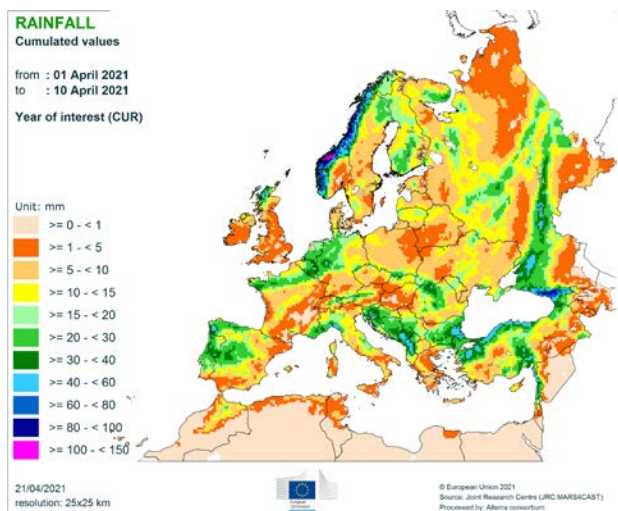 RAINFALL
Cumulated values
from : 01 April 2021
to : 10 April 2021
Year of interest (CUR)
Unit: mm
>= 0 - < 1
>= 1 - < 5
>= 5 - < 10
>= 10 - < 15
>= 15 - < 20
>= 20 - < 30
>= 30 - < 40
>= 40 - < 60
>= 60 - < 80
>= 80 - < 100
>= 100 - < 150
21/04/2021
resolution: 25x25 km
European
Commission
© European Union 2021
Source: Joint Research Centre (JRC MARS4CAST)
Processed by: Alterra consortium